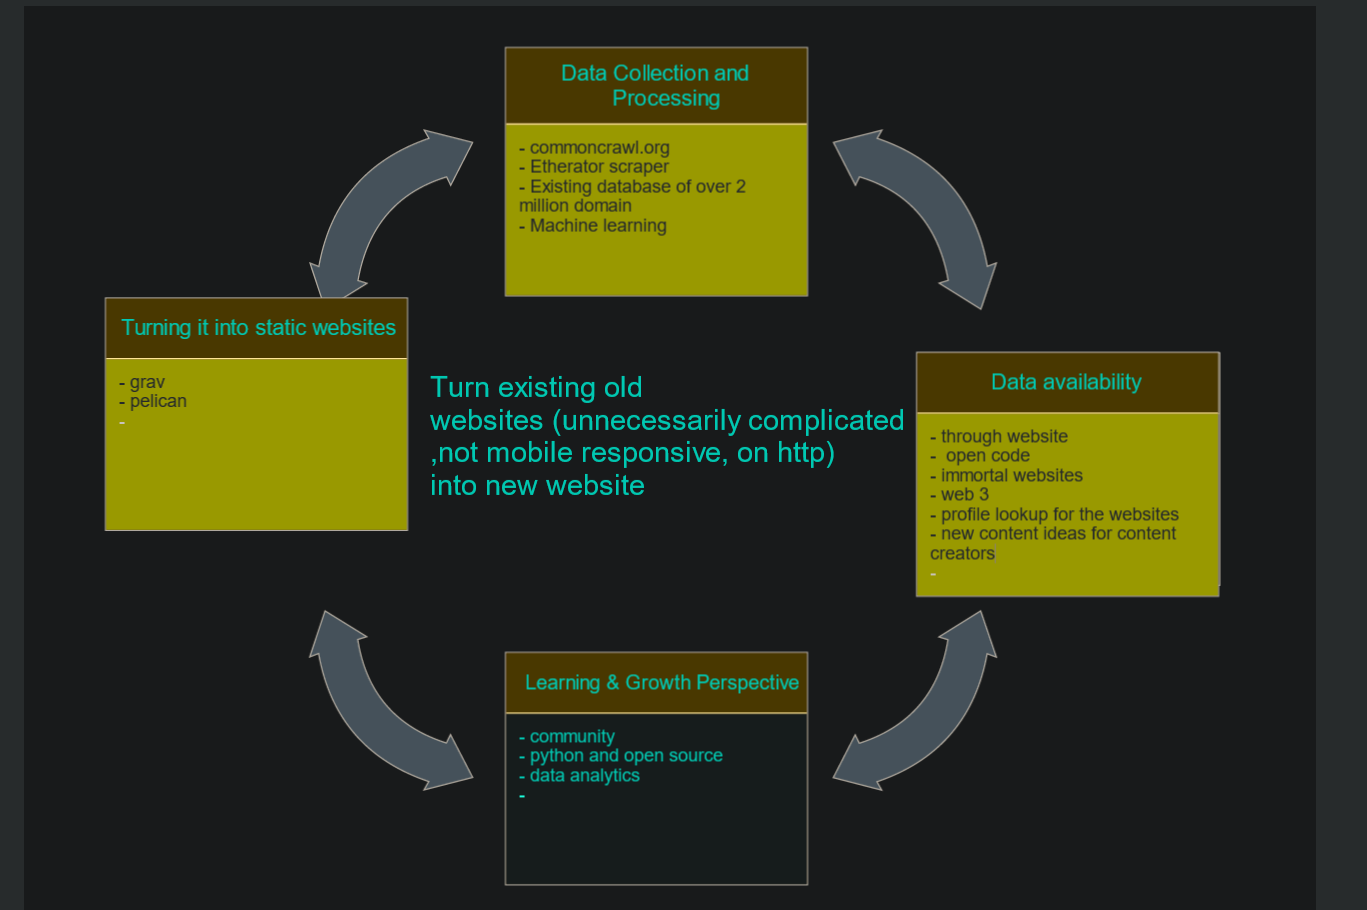 Data Collection and
Processing
- commoncrawl.org
- Etherator scraper
- Existing database of over 2
million domain
- Machine learning
Turning it into static websites
- grav
- pelican
-
Turn existing old
websites (unnecessarily complicated
,not mobile responsive, on http)
into new website
Data availability
- through website
-  open code
- immortal websites
- web 3
- profile lookup for the websites
- new content ideas for content
creators
-
Learning & Growth Perspective
- community
- python and open source
- data analytics
-